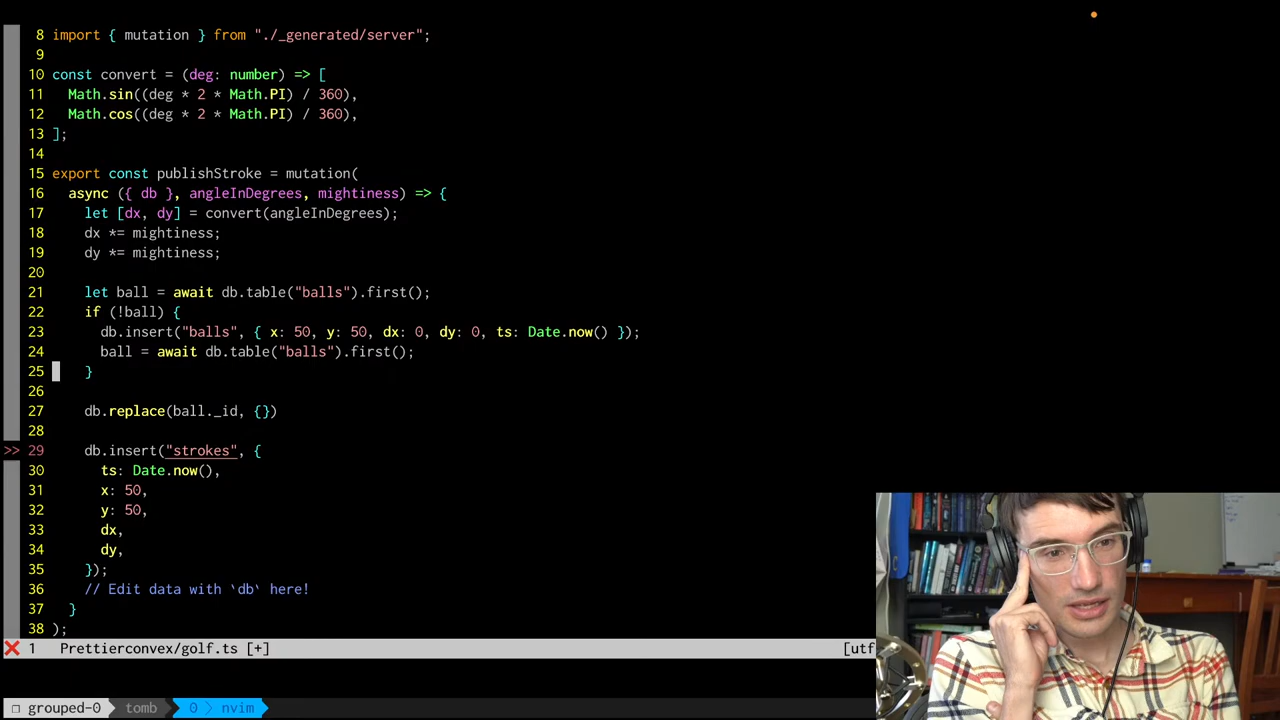 8 import { mutation } from "./_generated/server";
9
10 const convert = (deg: number) => [
11   Math.sin((deg * 2 * Math.PI) / 360),
12   Math.cos((deg * 2 * Math.PI) / 360),
13 ];
14
15 export const publishStroke = mutation(
16   async ({ db }, angleInDegrees, mightiness) => {
17     let [dx, dy] = convert(angleInDegrees);
18     dx *= mightiness;
19     dy *= mightiness;
20
21     let ball = await db.table("balls").first();
22     if (!ball) {
23       db.insert("balls", { x: 50, y: 50, dx: 0, dy: 0, ts: Date.now() });
24       ball = await db.table("balls").first();
25     }
26
27     db.replace(ball._id, {})
28
>> 29     db.insert("strokes", {
30       ts: Date.now(),
31       x: 50,
32       y: 50,
33       dx,
34       dy,
35     });
36     // Edit data with `db` here!
37   }
38 );
❌ 1 Prettierconvex/golf.ts [+] [utf
grouped-0 tomb 0 nvim